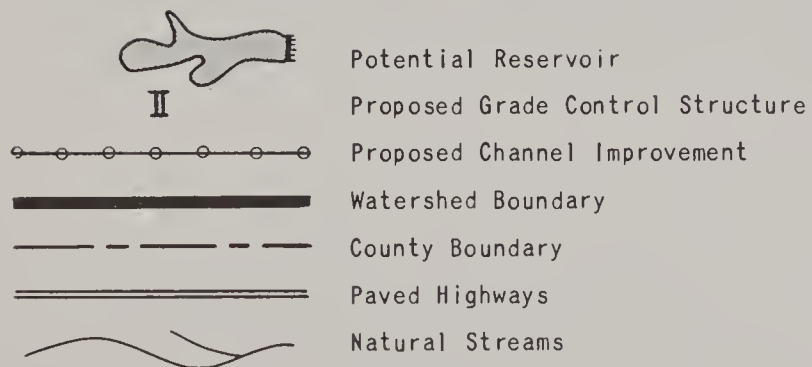 Potential Reservoir
Proposed Grade Control Structure
Proposed Channel Improvement
Watershed Boundary
County Boundary
Paved Highways
Natural Streams